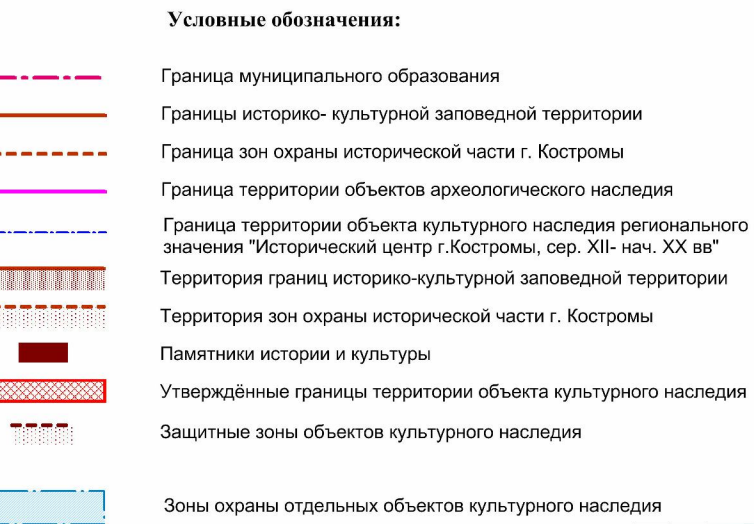 Условные обозначения:
Граница муниципального образования
Границы историко- культурной заповедной территории
Граница зон охраны исторической части г. Костромы
Граница территории объектов археологического наследия
Граница территории объекта культурного наследия регионального
значения "Исторический центр г.Костромы, сер. XII- нач. XX вв"
Территория границ историко-культурной заповедной территории
Территория зон охраны исторической части г. Костромы
Памятники истории и культуры
Утверждённые границы территории объекта культурного наследия
Защитные зоны объектов культурного наследия
Зоны охраны отдельных объектов культурного наследия